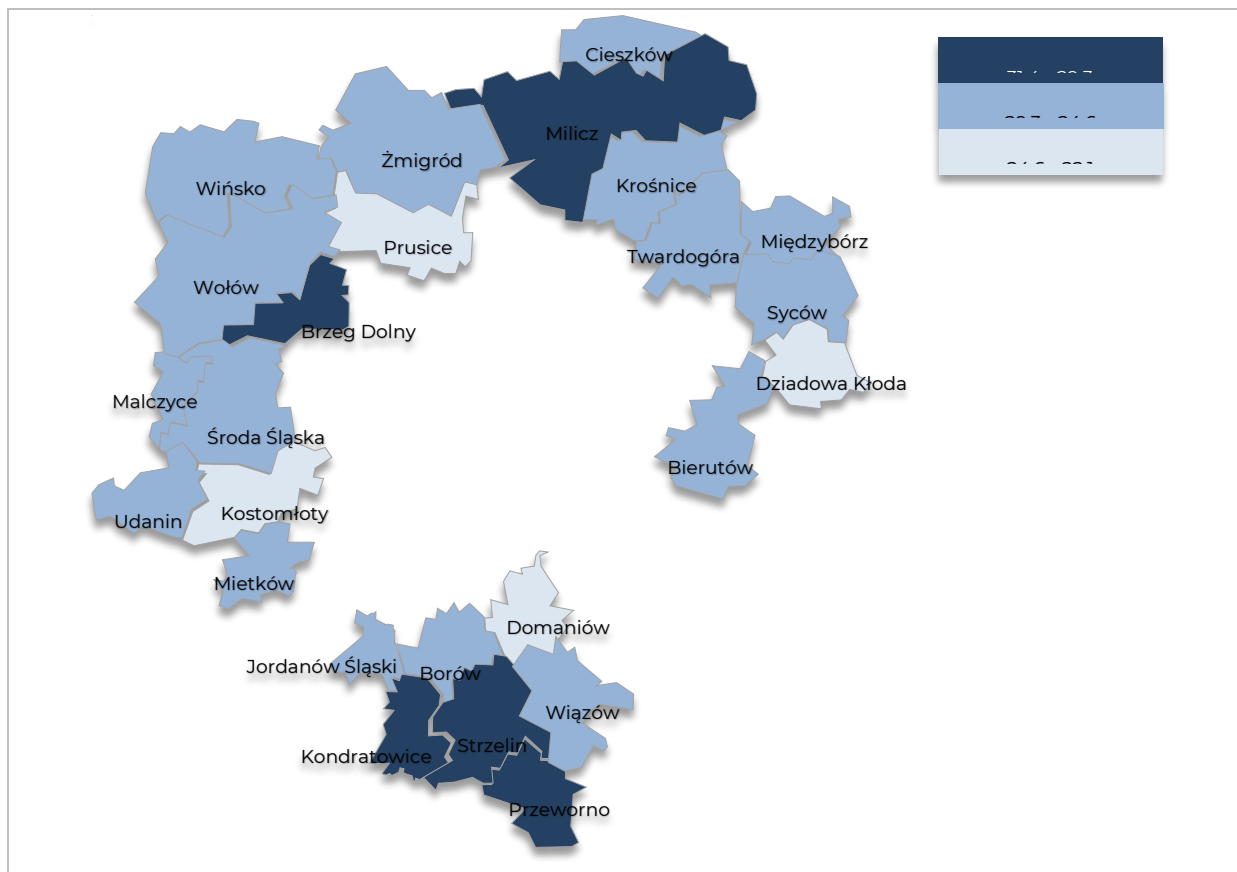 Cieszków
Milicz
Żmigród
Krośnice
Wińsko
Międzybórz
Prusice
Twardogóra
Wołów
Syców
Brzeg Dolny
Dziadowa Kłoda
Malczyce
Środa Śląska
Bierutów
Kostomłoty
Udanin
Mietków
Domaniów
Jordanów Śląski
Borów
Wiązów
Strzelin
Kondratowice
Przeworno